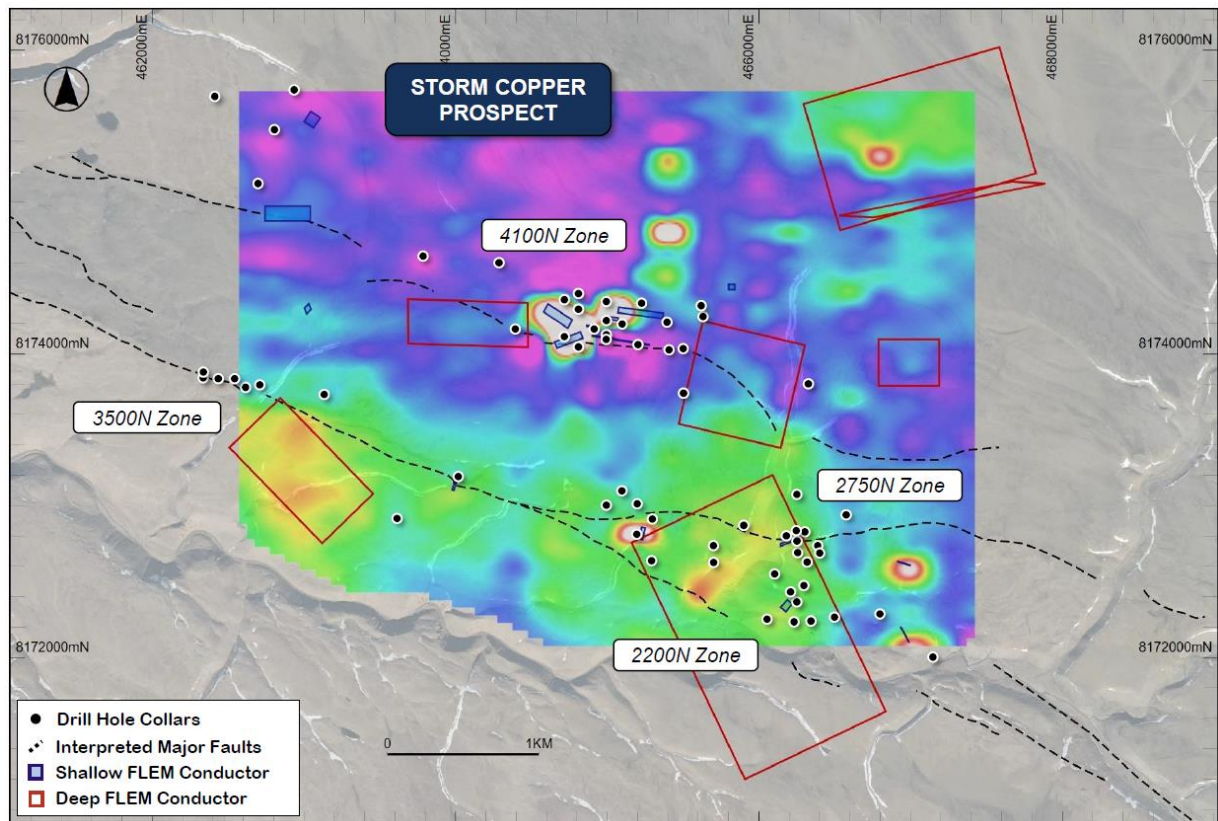 8176000mN
462000mE
4000mE
466000mE
468000mE
8176000mN
STORM COPPER
PROSPECT
4100N Zone
8174000mN
8174000mN
3500N Zone
2750N Zone
8172000mN
2200N Zone
8172000mN
Drill Hole Collars
Interpreted Major Faults
Shallow FLEM Conductor
Deep FLEM Conductor
0
1KM